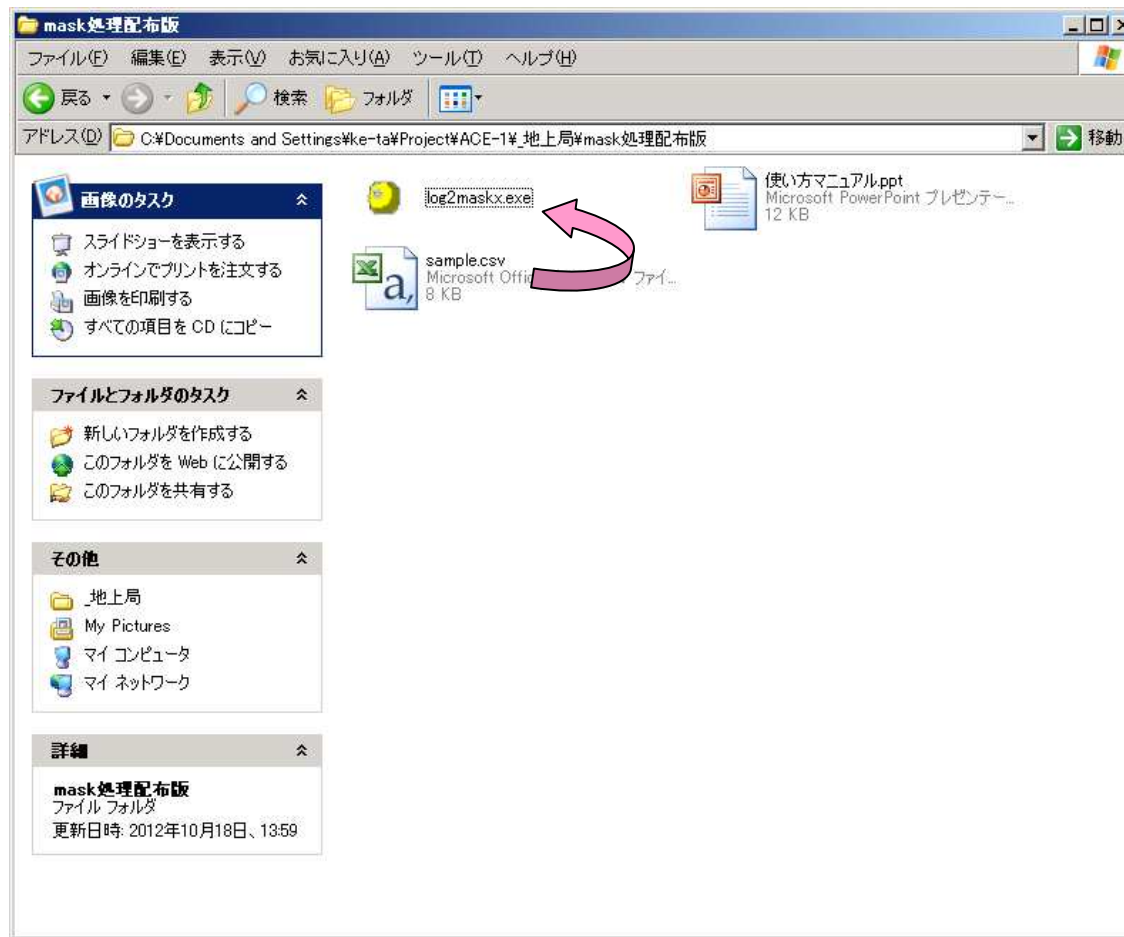 mask処理配布版
ファイル(F) 編集(E) 表示(V) お気に入り(A) ツール(T) ヘルプ(H)
戻る 検索 フォルダ
アドレス(D) C:¥Documents and Settings¥ke-ta¥Project¥ACE-1¥_地上局¥mask処理配布版 移動
画像のタスク
スライドショーを表示する
オンラインでプリントを注文する
画像を印刷する
すべての項目を CD にコピー
ファイルとフォルダのタスク
新しいフォルダを作成する
このフォルダを Web に公開する
このフォルダを共有する
その他
_地上局
My Pictures
マイ コンピュータ
マイ ネットワーク
詳細
mask処理配布版
ファイル フォルダ
更新日時: 2012年10月18日、13:59
log2maskx.exe
使い方マニュアル.ppt
Microsoft PowerPoint プレゼンテー...
12 KB
sample.csv
Microsoft Offic ファイ...
8 KB